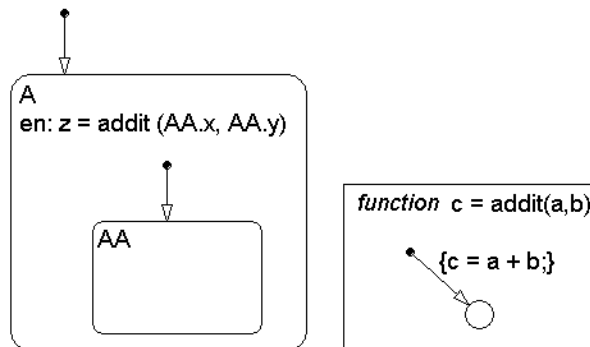 A
en: z = addit (AA.x, AA.y)
AA
function c = addit(a,b)
{c = a + b;}